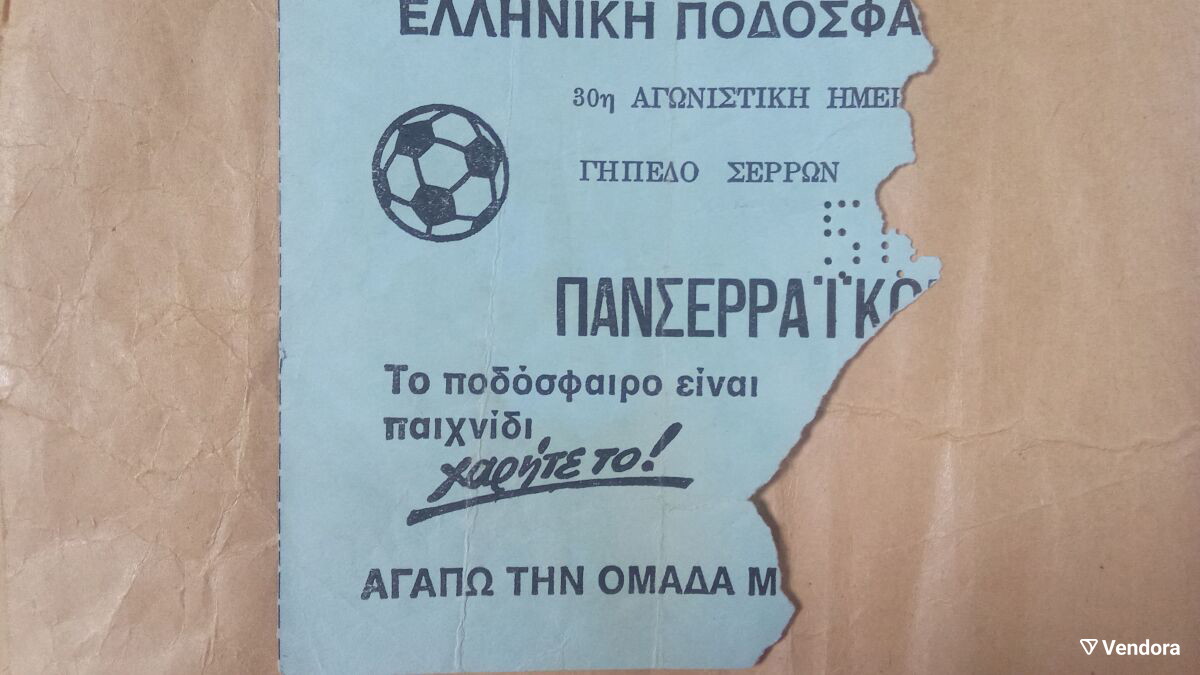 ΕΛΛΗΝΙΚΗ ΠΟΔΟΣΦΑ
30η ΑΓΩΝΙΣΤΙΚΗ ΗΜΕ
ΓΗΠΕΔΟ ΣΕΡΡΩΝ
ΠΑΝΣΕΡΡΑΪΚΟ
Το ποδόσφαιρο είναι
παιχνίδι
χαρήτε το!
ΑΓΑΠΩ ΤΗΝ ΟΜΑΔΑ Μ
Vendora